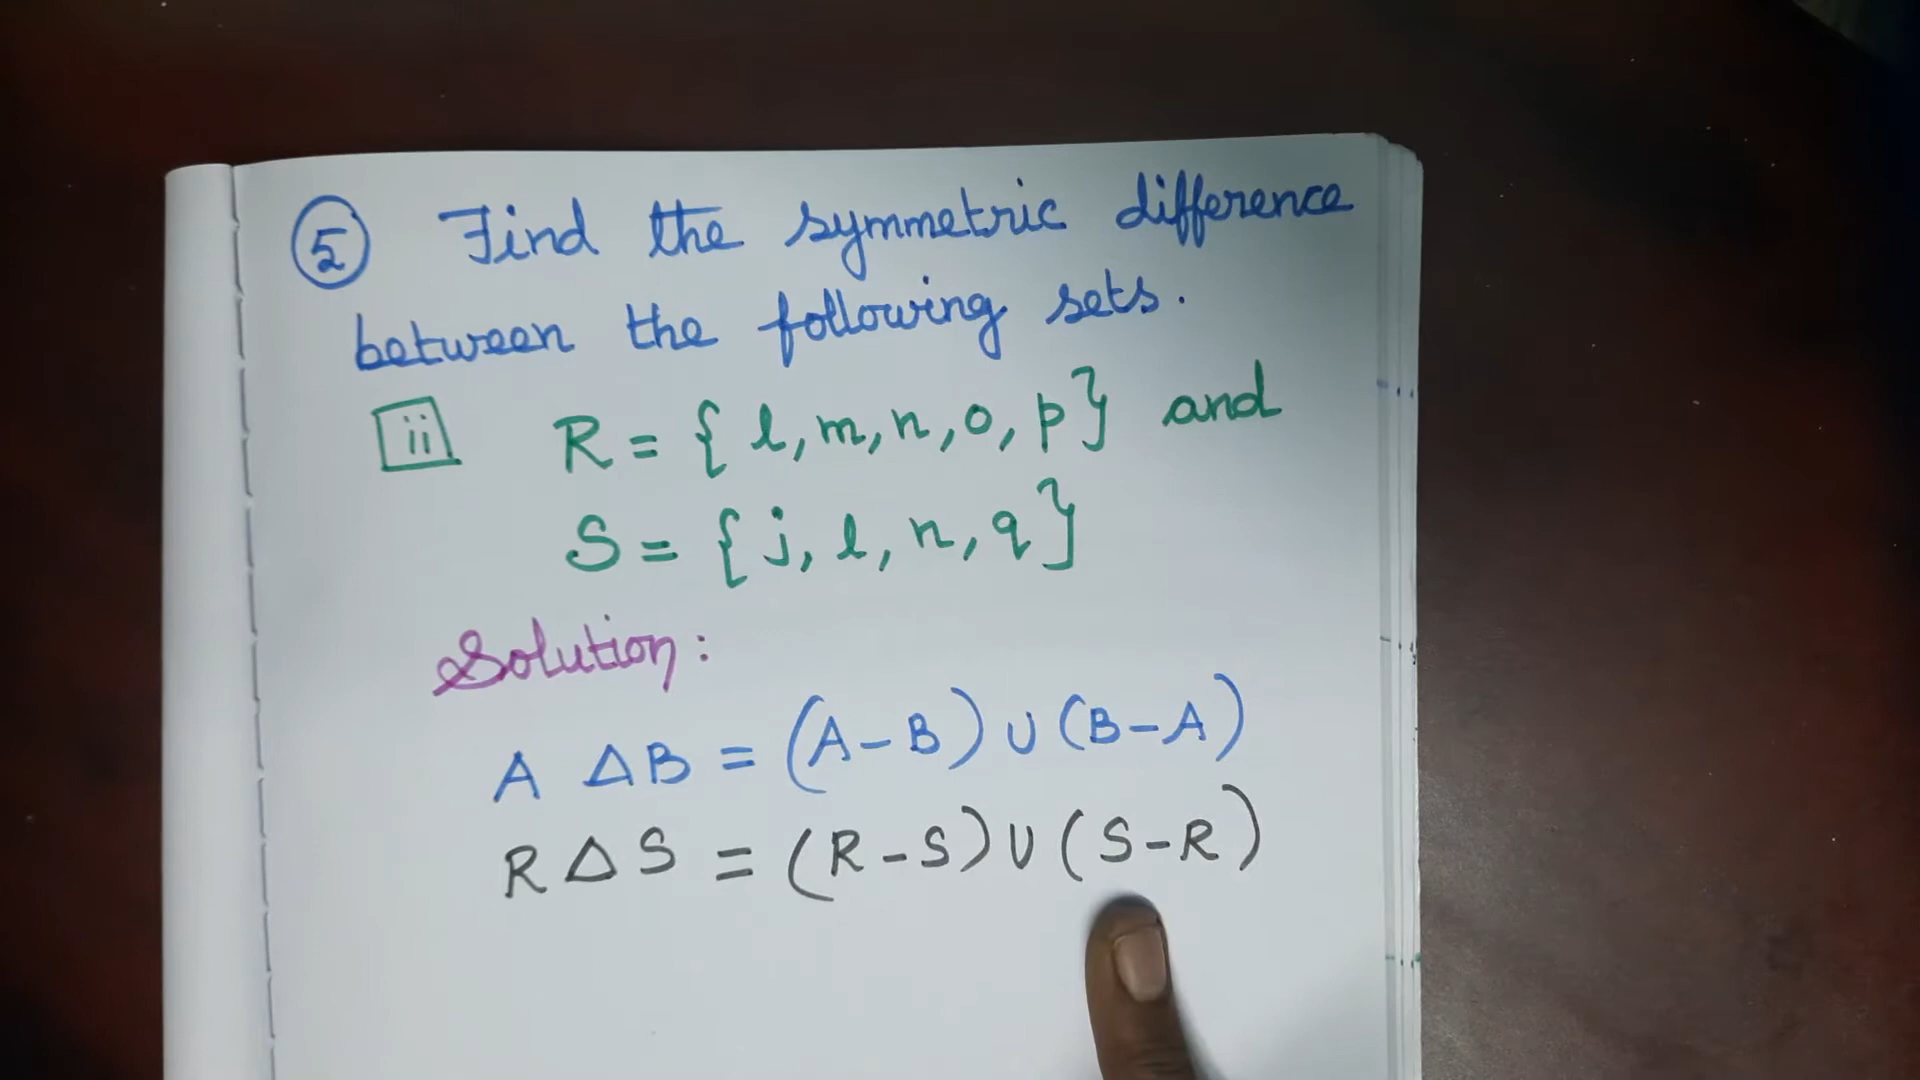 5 Find the symmetric difference
between the following sets.
ii R = { l, m, n, o, p } and
S = { j, l, n, q }
Solution:
A Δ B = (A - B) ∪ (B - A)
R Δ S = (R - S) ∪ (S - R)